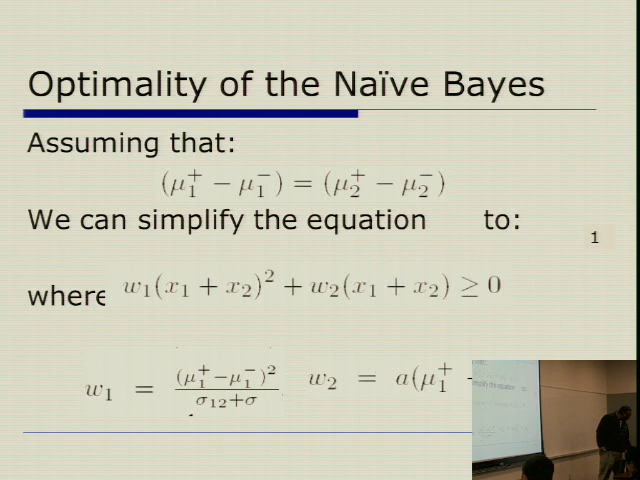 Optimality of the Naïve Bayes
Assuming that:
(μ₁⁺ − μ₁⁻) = (μ₂⁺ − μ₂⁻)
We can simplify the equation to:
1
w₁(x₁ + x₂)² + w₂(x₁ + x₂) ≥ 0
where
w₁ = (μ₁⁺−μ₁⁻)² / σ₁₂+σ w₂ = a(μ₁⁺ −